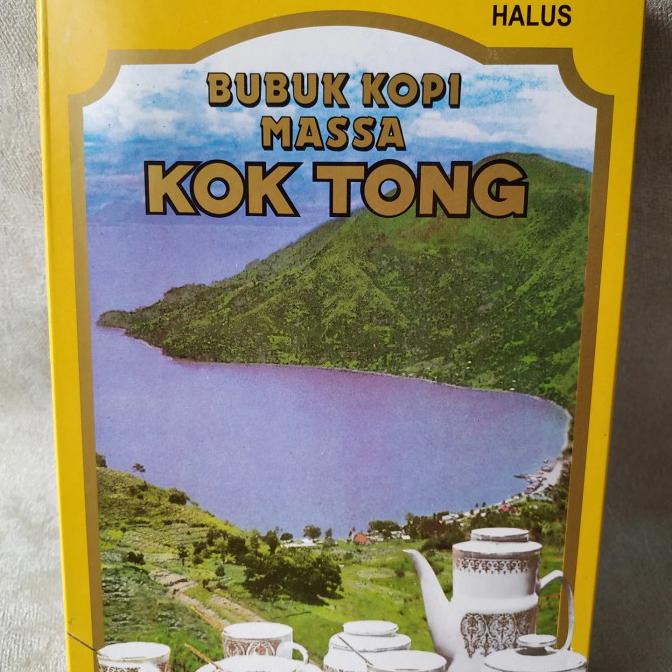 HALUS
BUBUK KOPI
MASSA
KOK TONG